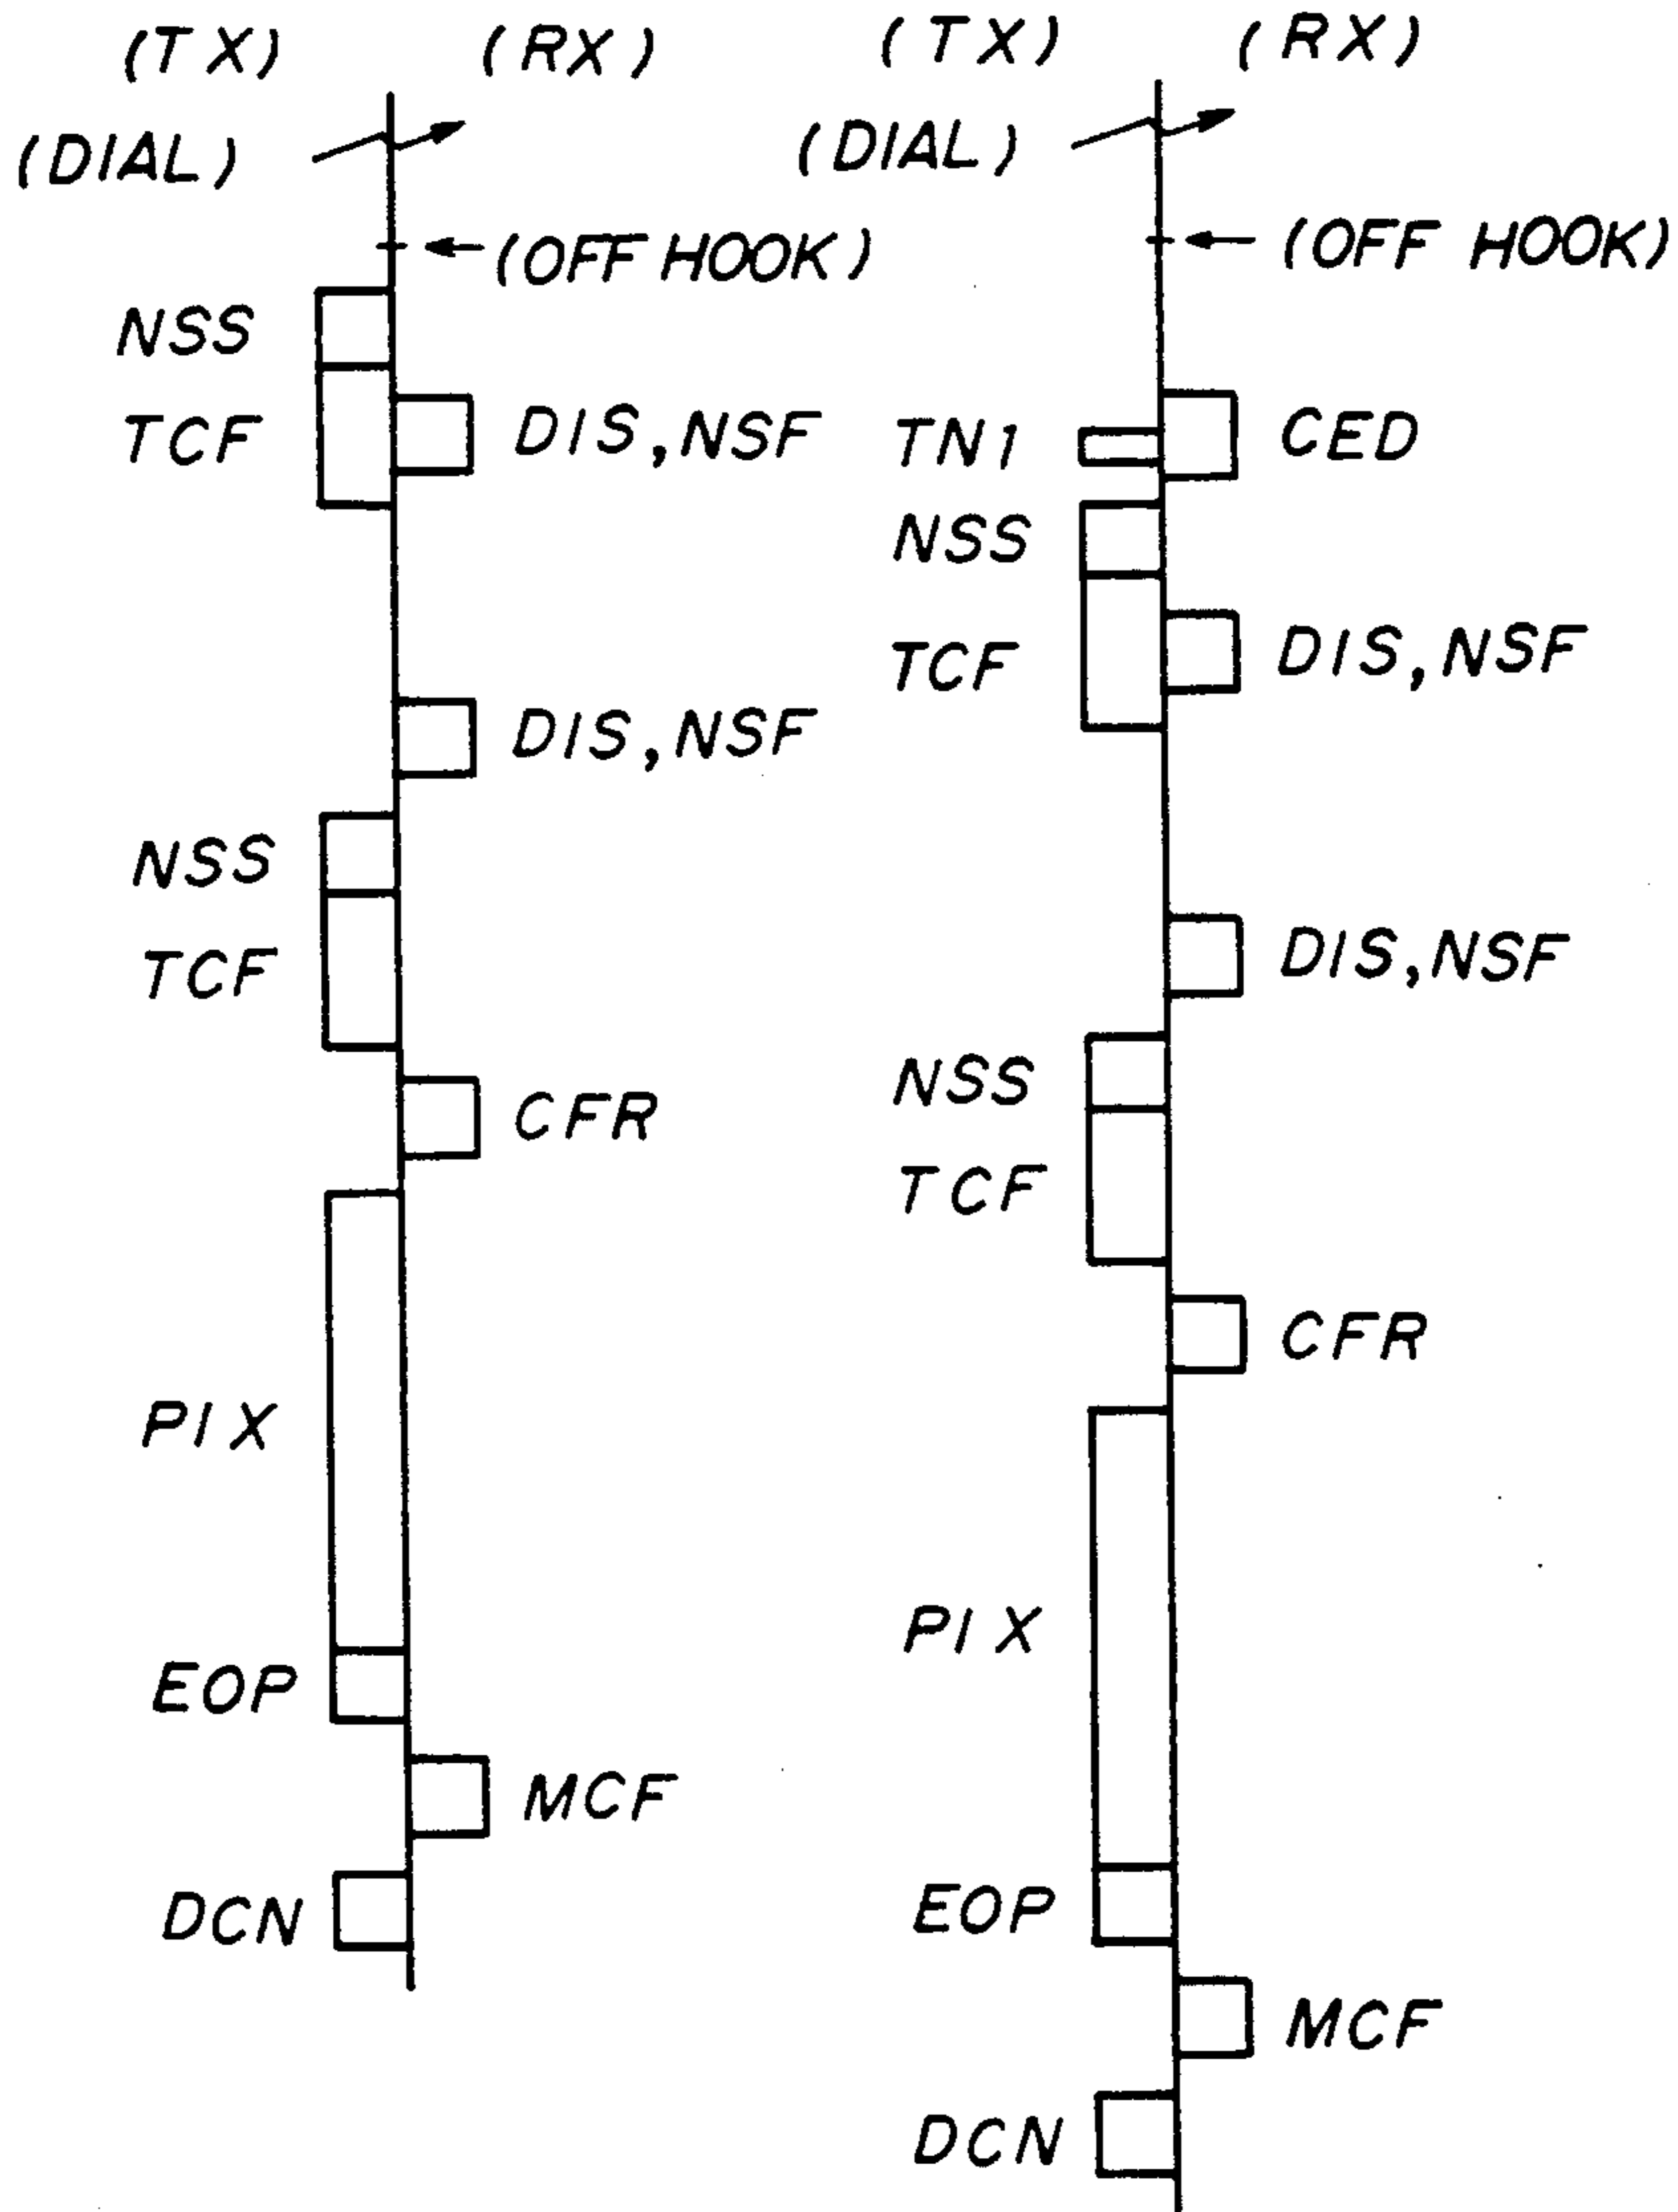 (TX) (RX)
(DIAL)
(OFF HOOK)
NSS
TCF
DIS,NSF
DIS,NSF
NSS
TCF
CFR
PIX
EOP
MCF
DCN
(TX) (RX)
(DIAL)
(OFF HOOK)
TN1
CED
NSS
TCF
DIS,NSF
DIS,NSF
NSS
TCF
CFR
PIX
EOP
MCF
DCN